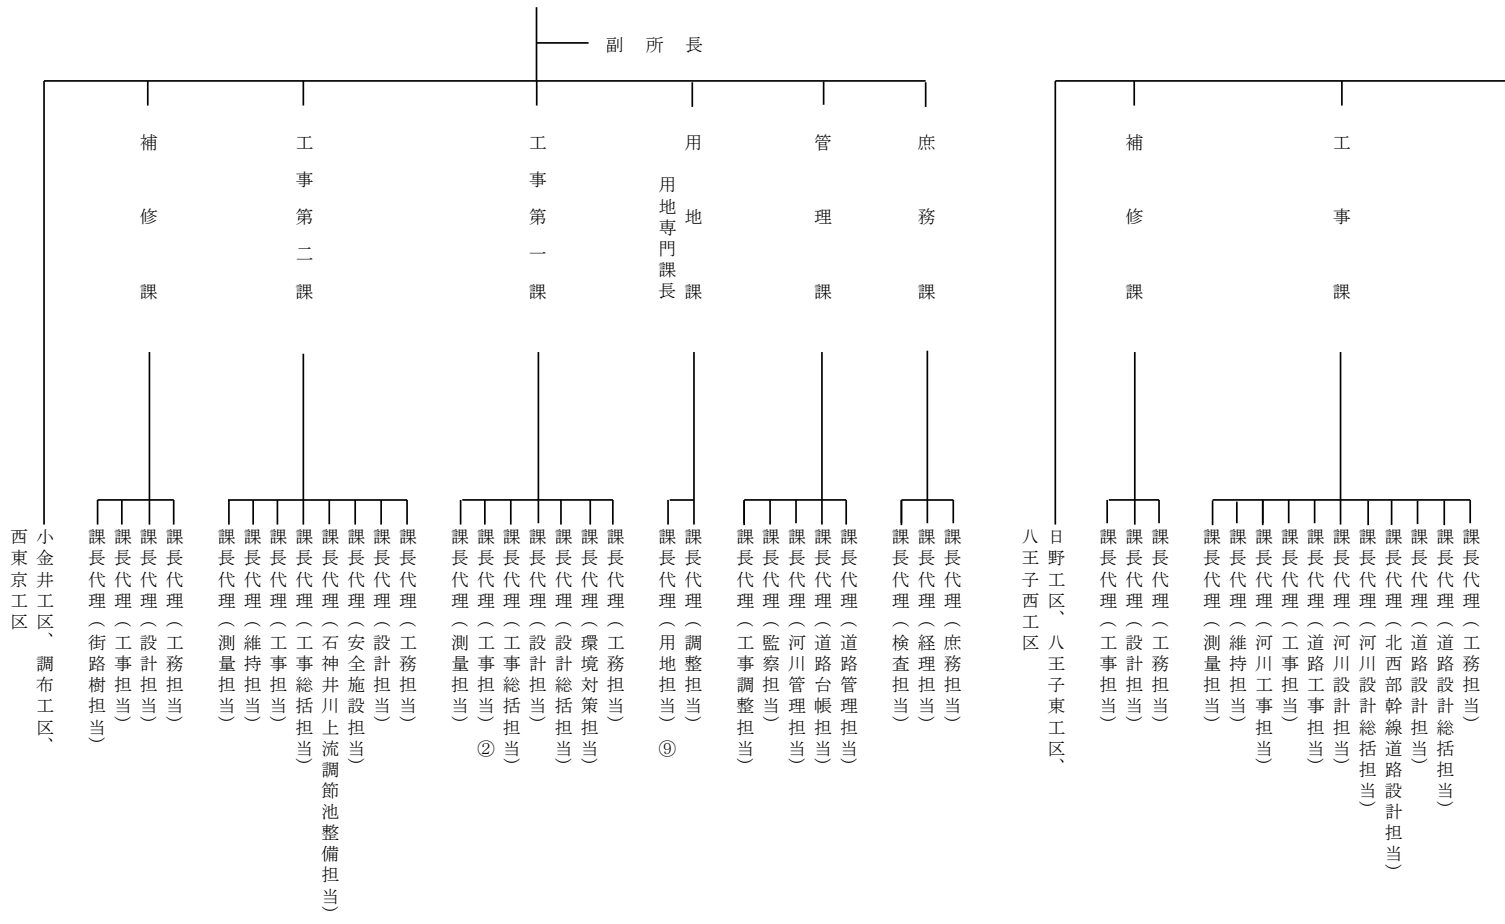 副所長
工事課
課長代理（工務担当）
課長代理（道路設計総括担当）
課長代理（道路設計担当）
課長代理（北西部幹線道路設計担当）
課長代理（河川設計総括担当）
課長代理（河川設計担当）
課長代理（道路工事担当）
課長代理（工事担当）
課長代理（河川工事担当）
課長代理（維持担当）
課長代理（測量担当）
補修課
課長代理（工務担当）
課長代理（設計担当）
課長代理（工事担当）
日野工区、八王子東工区、
八王子西工区
庶務課
課長代理（庶務担当）
課長代理（経理担当）
課長代理（検査担当）
管理課
課長代理（道路管理担当）
課長代理（道路台帳担当）
課長代理（河川管理担当）
課長代理（監察担当）
課長代理（工事調整担当）
用地課
用地専門課長
課長代理（調整担当）
課長代理（用地担当）⑨
工事第一課
課長代理（工務担当）
課長代理（環境対策担当）
課長代理（設計総括担当）
課長代理（設計担当）
課長代理（工事総括担当）
課長代理（工事担当）②
課長代理（測量担当）
工事第二課
課長代理（工務担当）
課長代理（設計担当）
課長代理（安全施設担当）
課長代理（石神井川上流調節池整備担当）
課長代理（工事総括担当）
課長代理（工事担当）
課長代理（維持担当）
課長代理（測量担当）
補修課
課長代理（工務担当）
課長代理（設計担当）
課長代理（工事担当）
課長代理（街路樹担当）
小金井工区、調布工区、
西東京工区